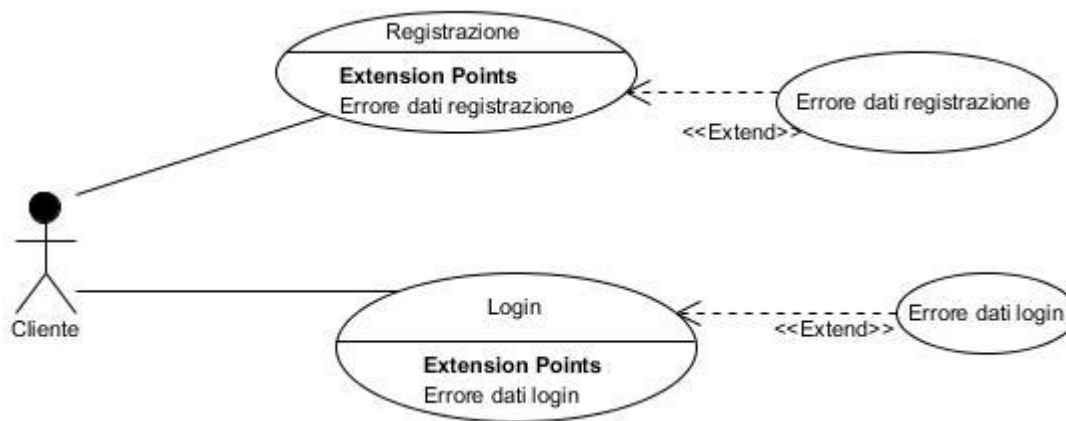 Registrazione
Extension Points
Errore dati registrazione
Errore dati registrazione
<<Extend>>
Cliente
Login
Extension Points
Errore dati login
Errore dati login
<<Extend>>